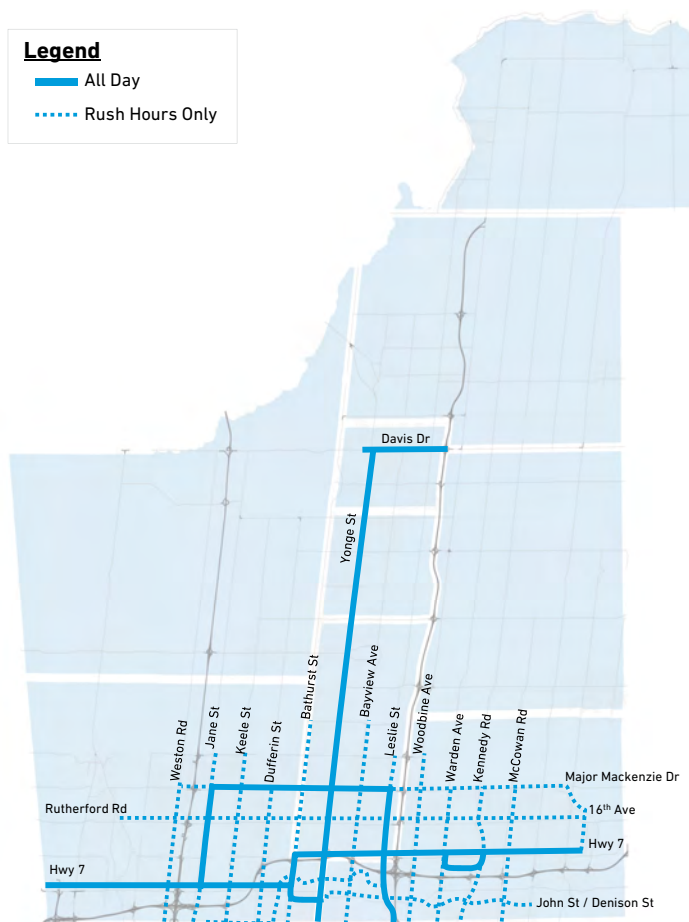 Legend
All Day
Rush Hours Only
Davis Dr
Yonge St
Bathurst St
Bayview Ave
Leslie St
Woodbine Ave
Weston Rd
Jane St
Keele St
Dufferin St
Warden Ave
Kennedy Rd
McCowan Rd
Major Mackenzie Dr
Rutherford Rd
16th Ave
Hwy 7
Hwy 7
John St / Denison St